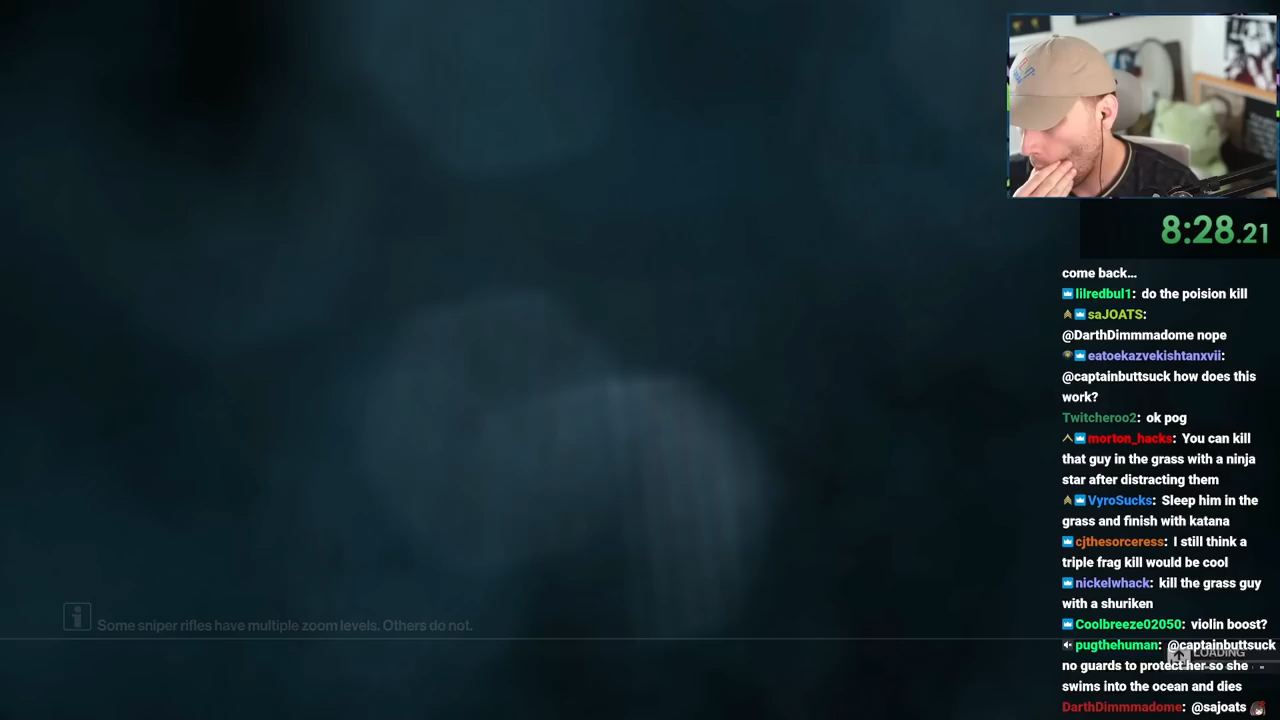 8:28.21
come back…
lilredbul1: do the poision kill
saJOATS:
@DarthDimmmadome nope
eatoekazvekishtanxvii:
@captainbuttsuck how does this
work?
Twitcheroo2: ok pog
morton_hacks: You can kill
that guy in the grass with a ninja
star after distracting them
VyroSucks: Sleep him in the
grass and finish with katana
cjthesorceress: I still think a
triple frag kill would be cool
nickelwhack: kill the grass guy
with a shuriken
Coolbreeze02050: violin boost?
pugthehuman: @captainbuttsuck
no guards to protect her so she
swims into the ocean and dies
DarthDimmmadome: @sajoats
Some sniper rifles have multiple zoom levels. Others do not.
LOADING